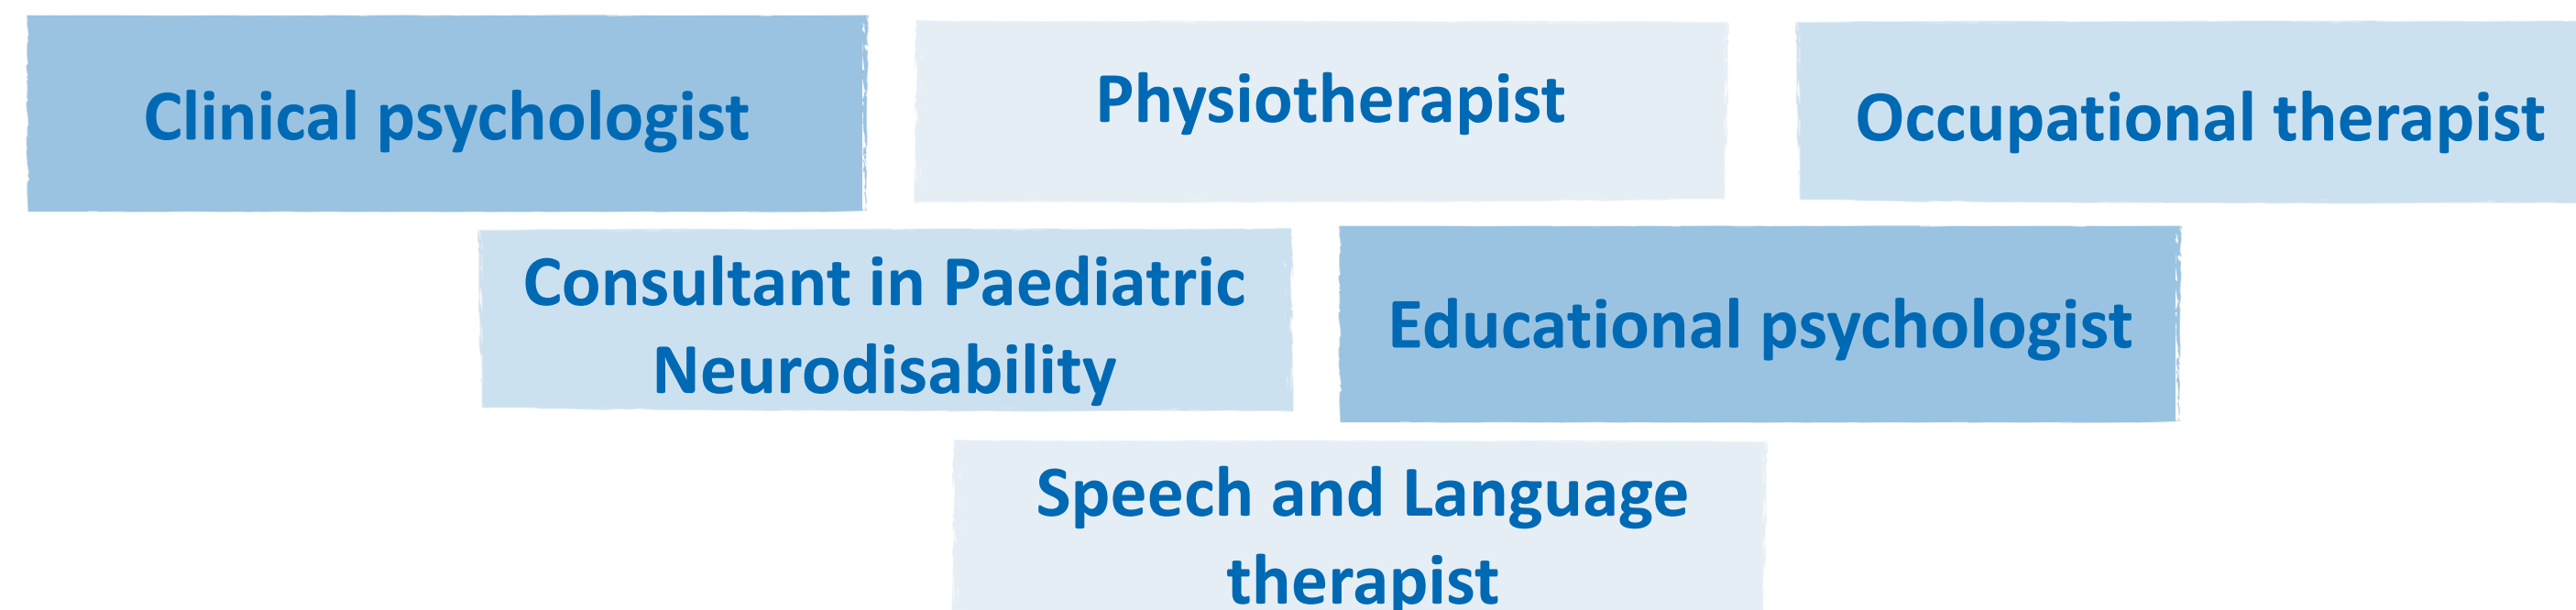 Clinical psychologist
Physiotherapist
Occupational therapist
Consultant in Paediatric
Neurodisability
Educational psychologist
Speech and Language
therapist